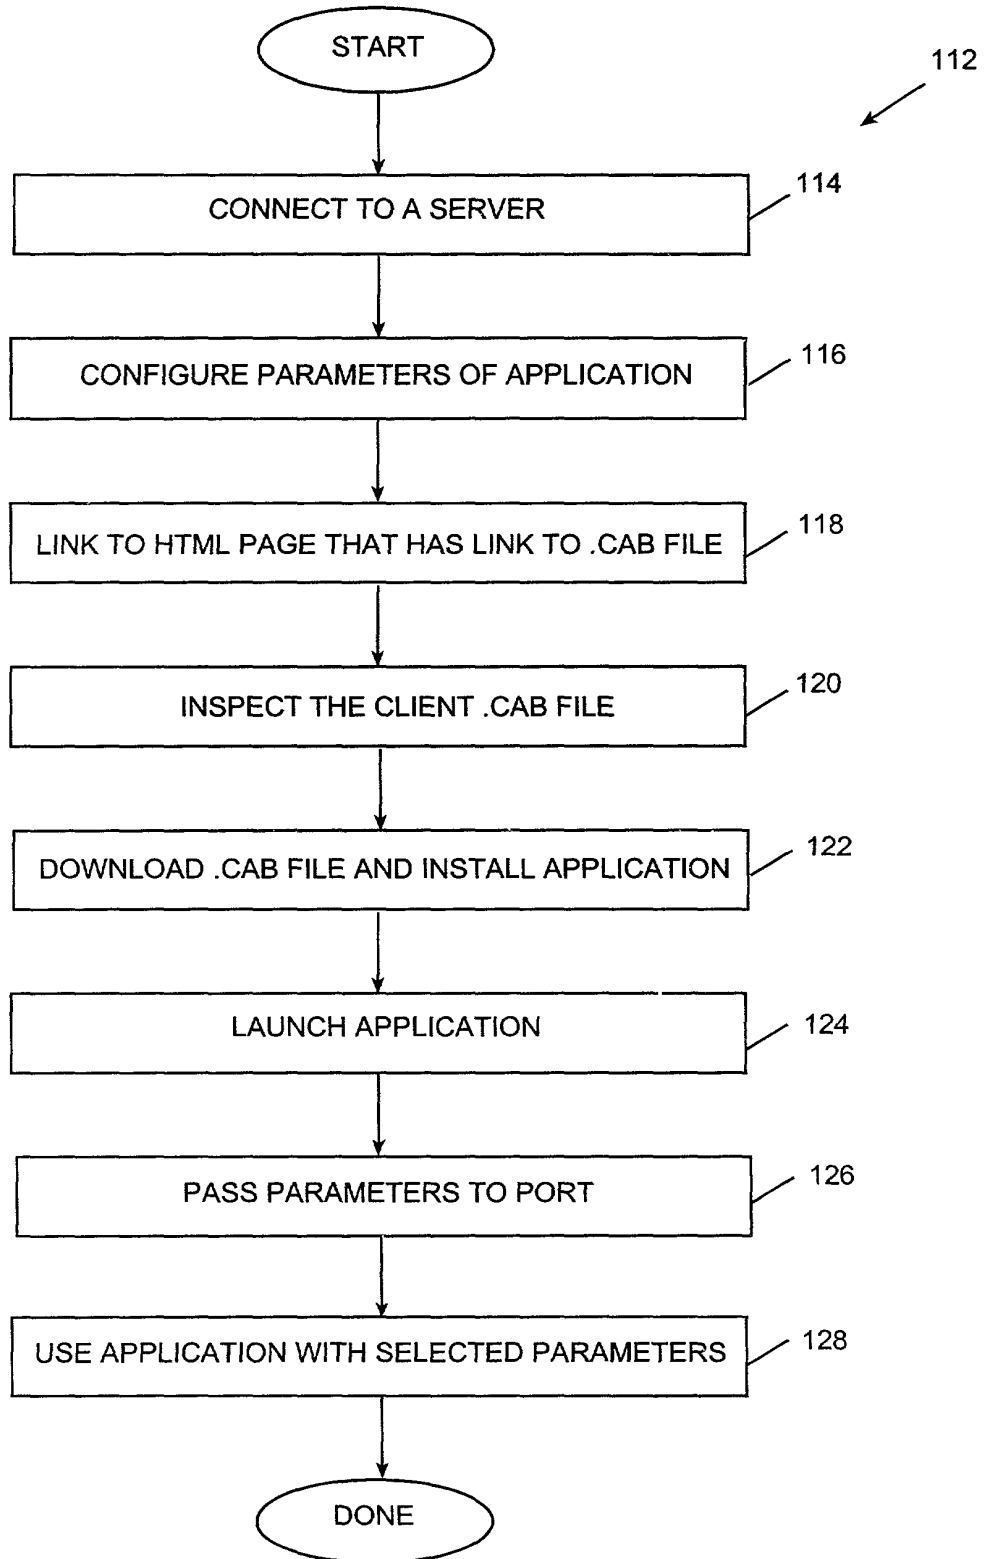 START
112
CONNECT TO A SERVER
114
CONFIGURE PARAMETERS OF APPLICATION
116
LINK TO HTML PAGE THAT HAS LINK TO .CAB FILE
118
INSPECT THE CLIENT .CAB FILE
120
DOWNLOAD .CAB FILE AND INSTALL APPLICATION
122
LAUNCH APPLICATION
124
PASS PARAMETERS TO PORT
126
USE APPLICATION WITH SELECTED PARAMETERS
128
DONE